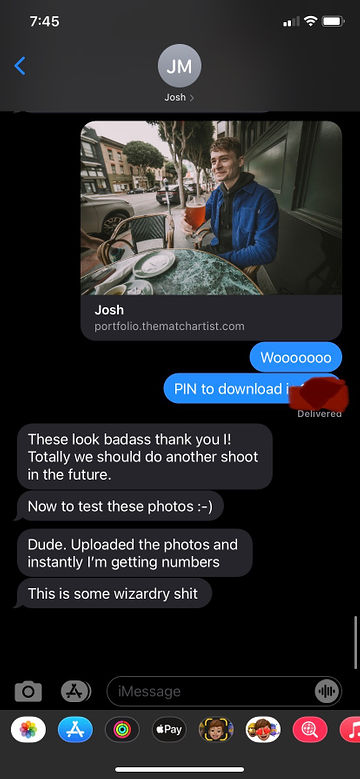 7:45
JM
Josh
Josh
portfolio.thematchartist.com
Wooooooo
PIN to download
Delivered
These look badass thank you I!
Totally we should do another shoot
in the future.
Now to test these photos :-)
Dude. Uploaded the photos and
instantly I'm getting numbers
This is some wizardry shit
iMessage
Pay